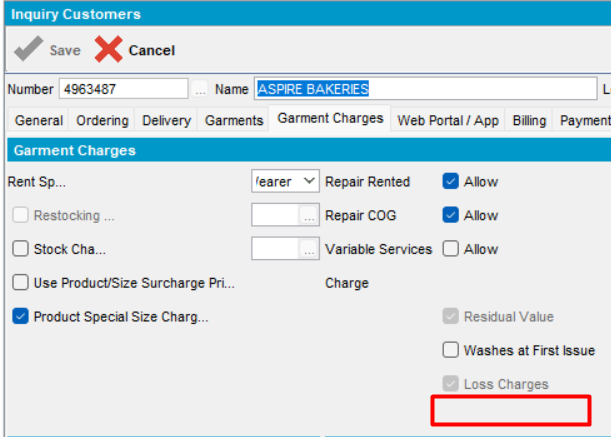 Inquiry Customers
Save Cancel
Number 4963487 ... Name ASPIRE BAKERIES
General Ordering Delivery Garments Garment Charges Web Portal / App Billing Payment
Garment Charges
Rent Sp... Repair Rented Allow
Restocking ... ... Repair COG Allow
Stock Cha... ... Variable Services Allow
Use Product/Size Surcharge Pri... Charge
Product Special Size Charg... Residual Value
Washes at First Issue
Loss Charges